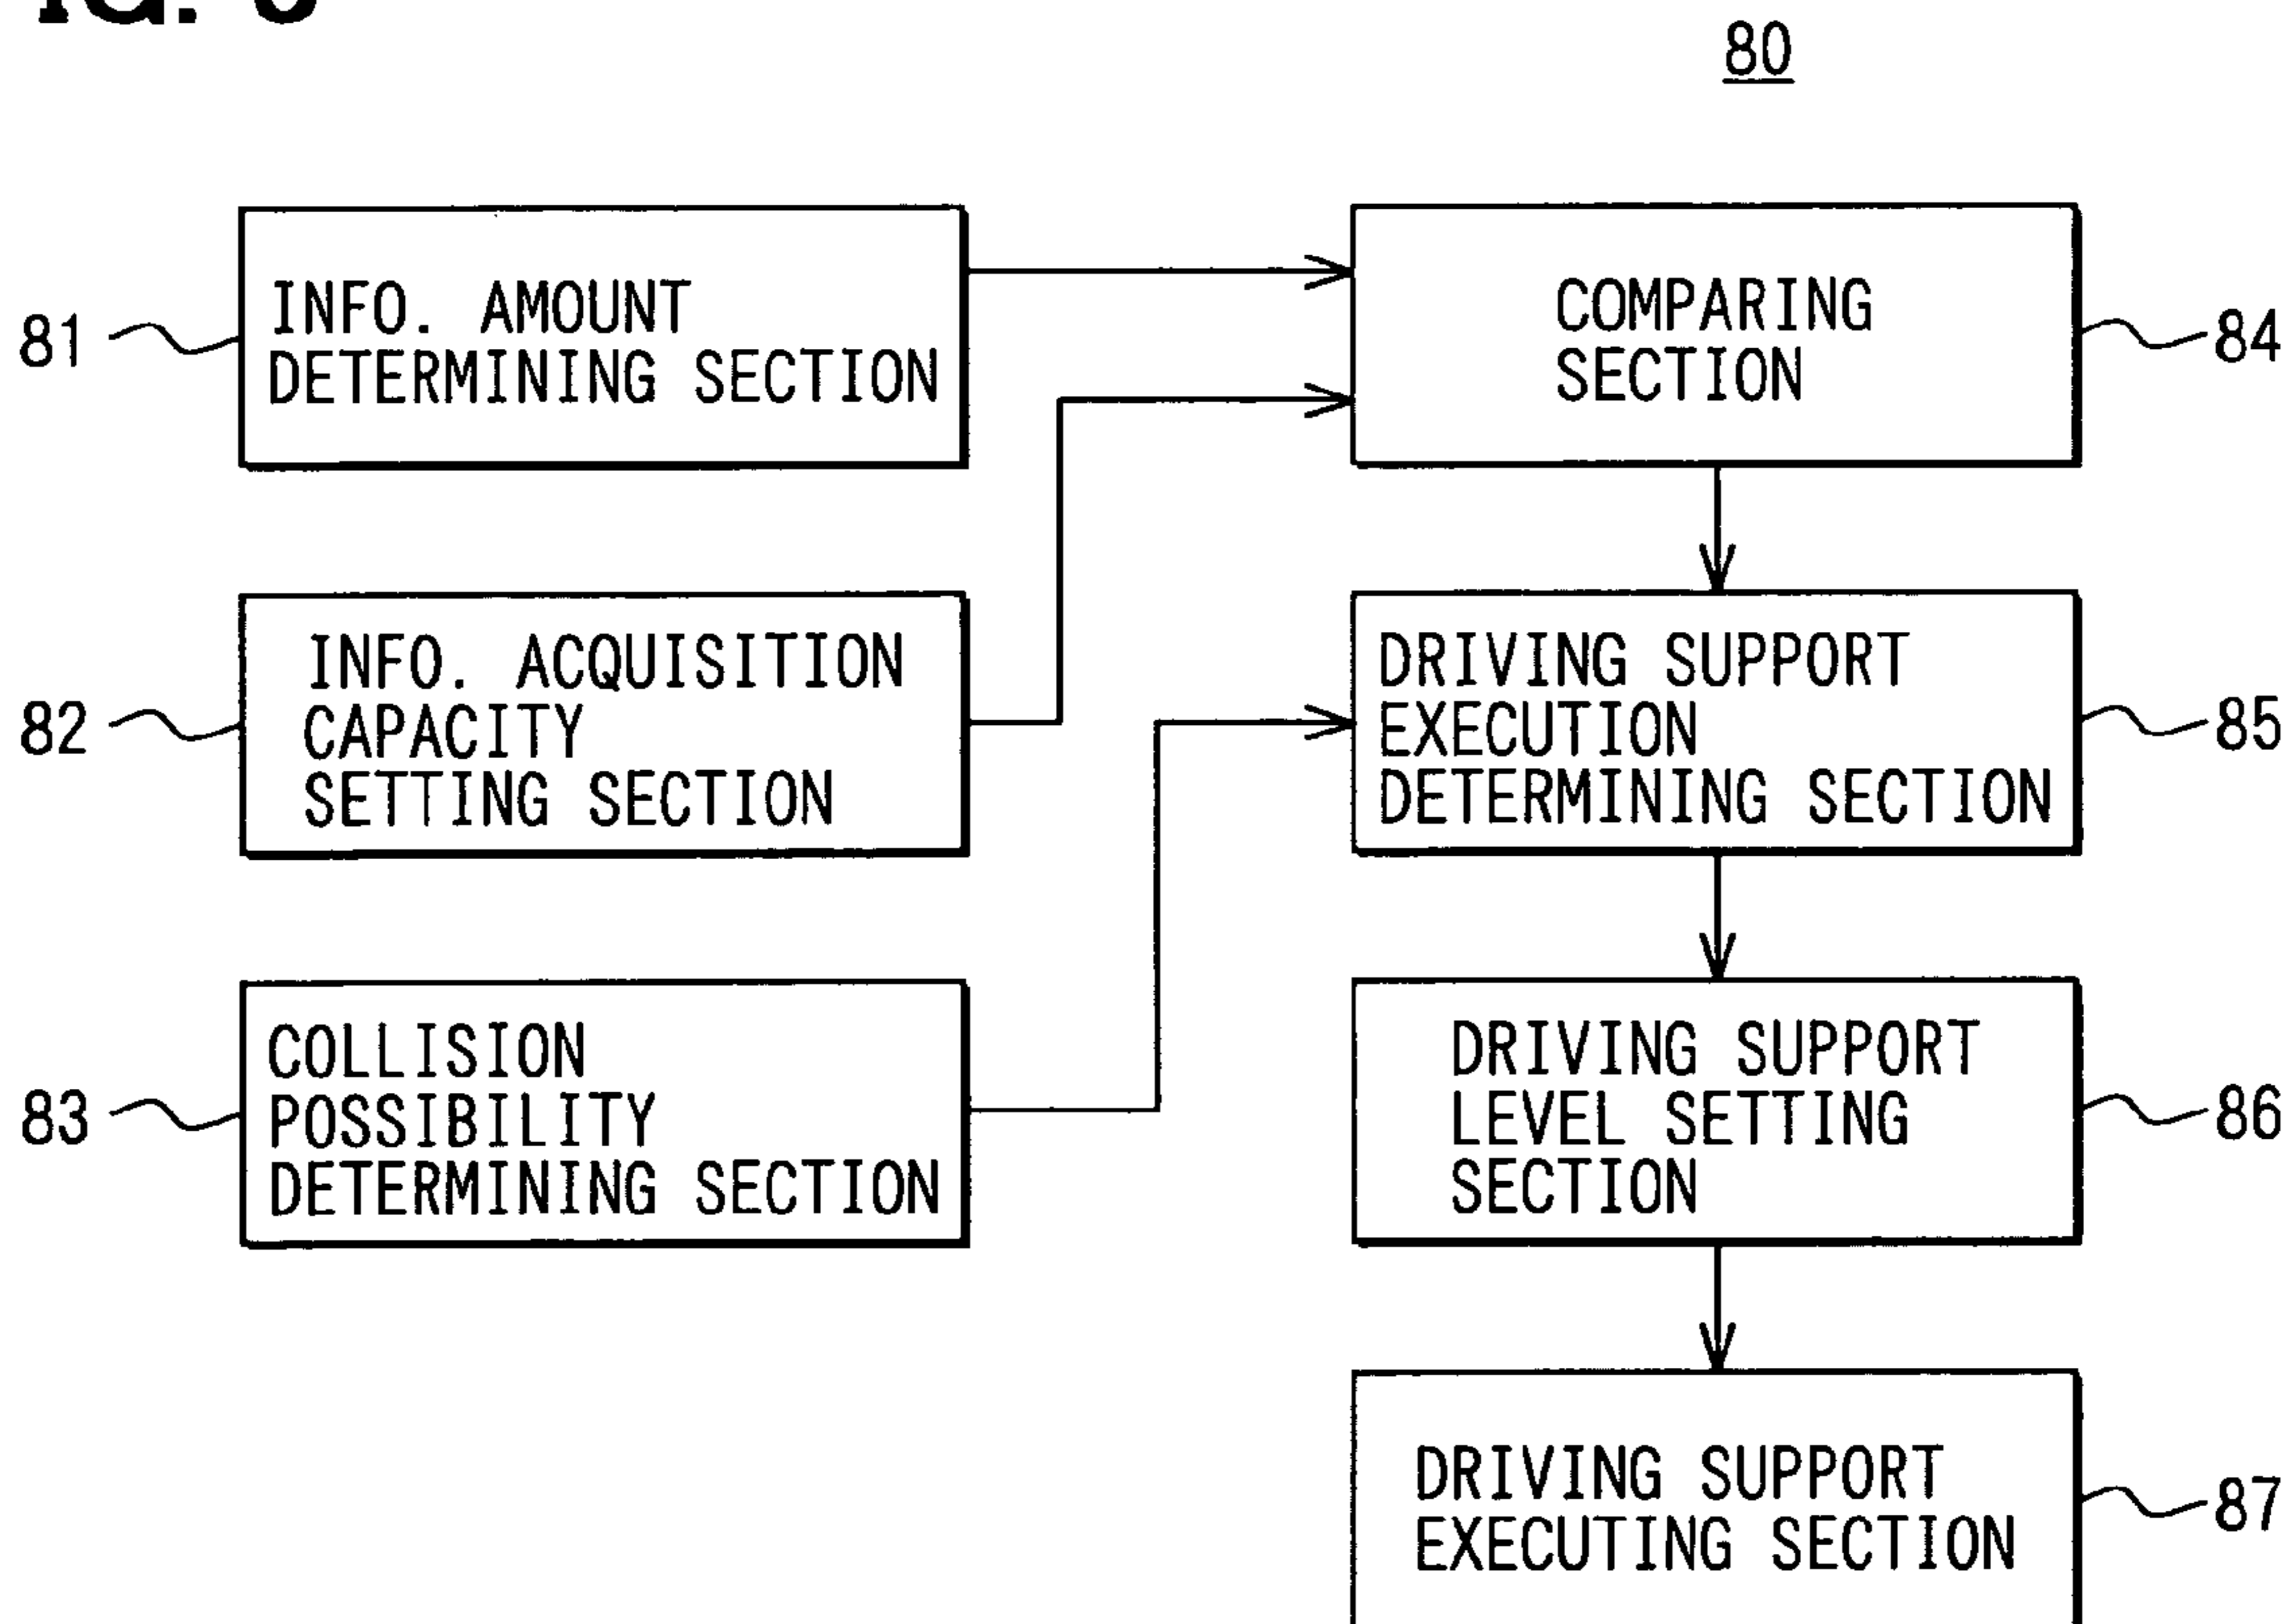 80
INFO. AMOUNT
DETERMINING SECTION
81
COMPARING
SECTION
84
INFO. ACQUISITION
CAPACITY
SETTING SECTION
82
DRIVING SUPPORT
EXECUTION
DETERMINING SECTION
85
COLLISION
POSSIBILITY
DETERMINING SECTION
83
DRIVING SUPPORT
LEVEL SETTING
SECTION
86
DRIVING SUPPORT
EXECUTING SECTION
87